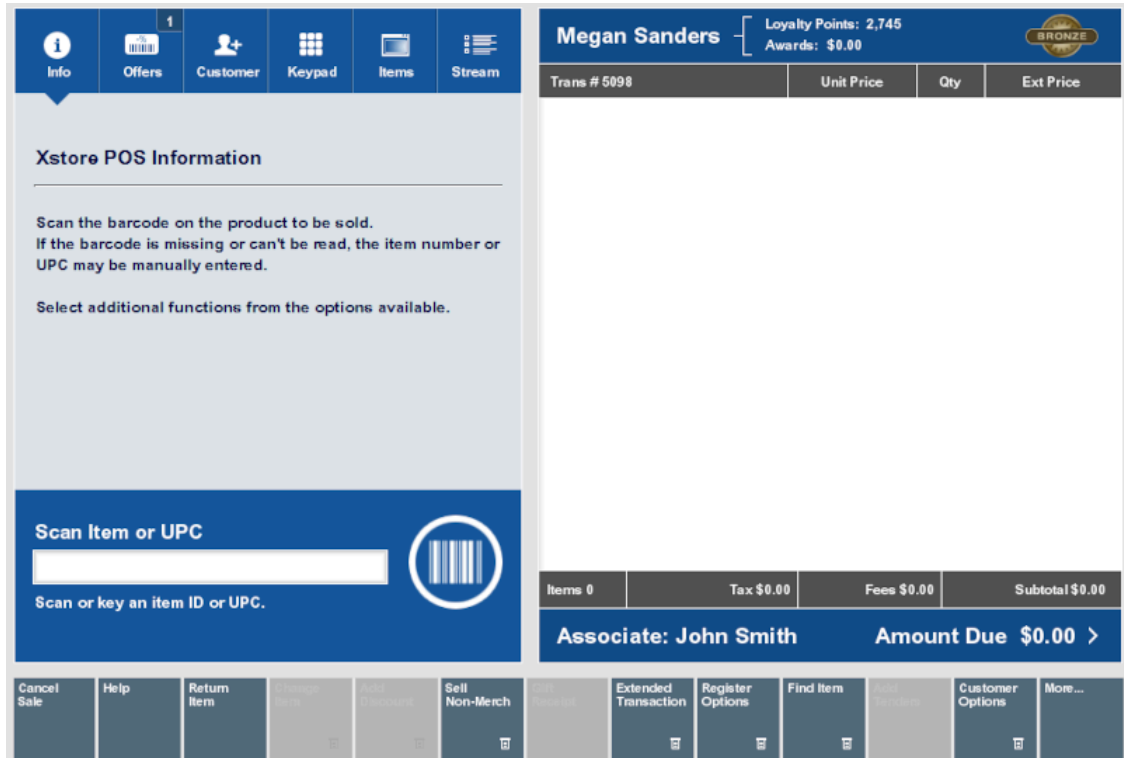 1
Info
Offers
Customer
Keypad
Items
Stream
Xstore POS Information
Scan the barcode on the product to be sold.
If the barcode is missing or can't be read, the item number or
UPC may be manually entered.
Select additional functions from the options available.
Scan Item or UPC
Scan or key an item ID or UPC.
Megan Sanders
Loyalty Points: 2,745
Awards: $0.00
BRONZE
Trans # 5098 Unit Price Qty Ext Price
Items 0 Tax $0.00 Fees $0.00 Subtotal $0.00
Associate: John Smith Amount Due $0.00 >
Cancel
Sale
Help
Return
Item
Change
Item
Add
Discount
Sell
Non-Merch
Gift
Receipt
Extended
Transaction
Register
Options
Find Item
Add
Tender
Customer
Options
More...